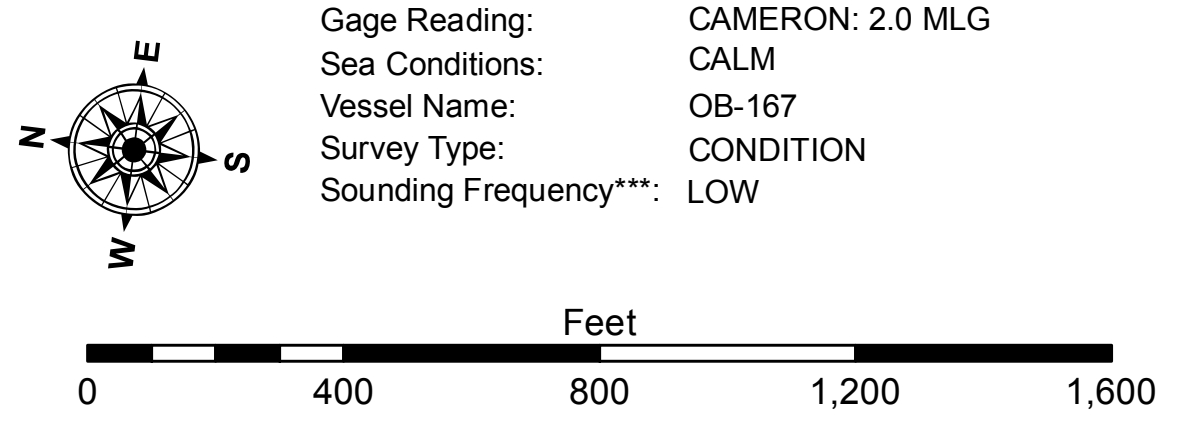 Gage Reading: CAMERON: 2.0 MLG
Sea Conditions: CALM
Vessel Name: OB-167
Survey Type: CONDITION
Sounding Frequency***: LOW
E
N
S
W
Feet
0 400 800 1,200 1,600